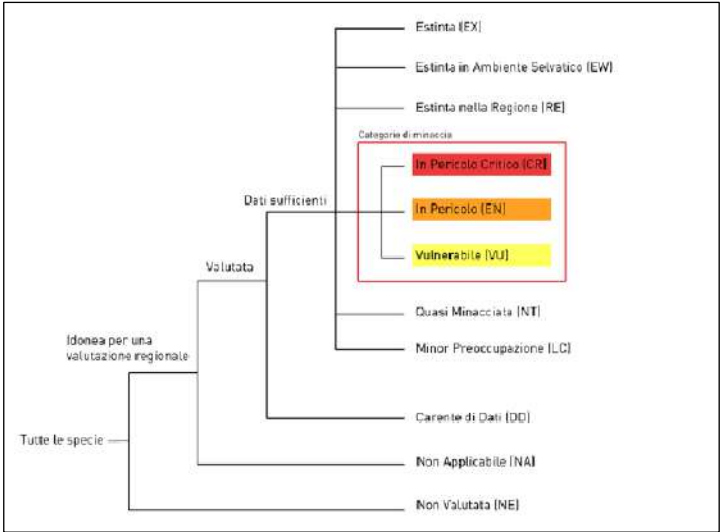 Estinta (EX)
Estinta in Ambiente Selvatico (EW)
Estinta nella Regione (RE)
Categorie di minaccia
In Pericolo Critico (CR)
Dati sufficienti
In Pericolo (EN)
Vulnerabile (VU)
Valutata
Quasi Minacciata (NT)
Idonea per una
valutazione regionale
Minor Preoccupazione (LC)
Carente di Dati (DD)
Tutte le specie
Non Applicabile (NA)
Non Valutata (NE)